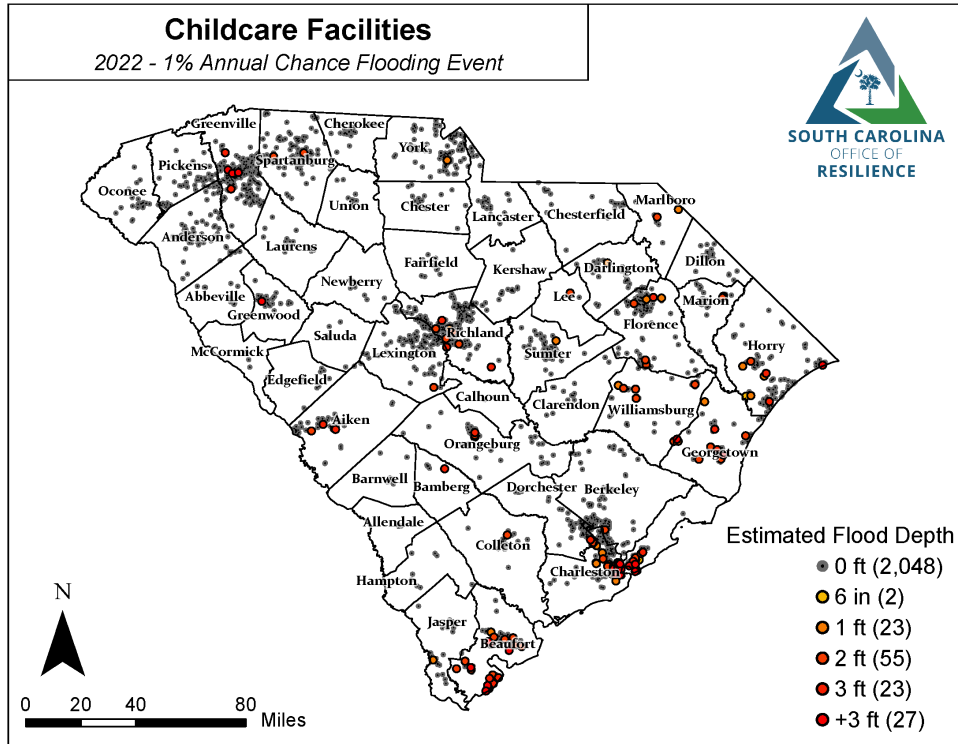 Childcare Facilities
2022 - 1% Annual Chance Flooding Event
SOUTH CAROLINA
OFFICE OF
RESILIENCE
Greenville
Cherokee
Pickens
Spartanburg
York
Oconee
Union
Chester
Lancaster
Chesterfield
Marlboro
Anderson
Laurens
Fairfield
Kershaw
Darlington
Dillon
Abbeville
Newberry
Lee
Marion
Greenwood
Saluda
Richland
Florence
McCormick
Lexington
Sumter
Horry
Edgefield
Calhoun
Clarendon
Williamsburg
Aiken
Orangeburg
Georgetown
Barnwell
Bamberg
Dorchester
Berkeley
Allendale
Colleton
Charleston
Hampton
Jasper
Beaufort
Estimated Flood Depth
0 ft (2,048)
6 in (2)
1 ft (23)
2 ft (55)
3 ft (23)
+3 ft (27)
N
0 20 40 80 Miles